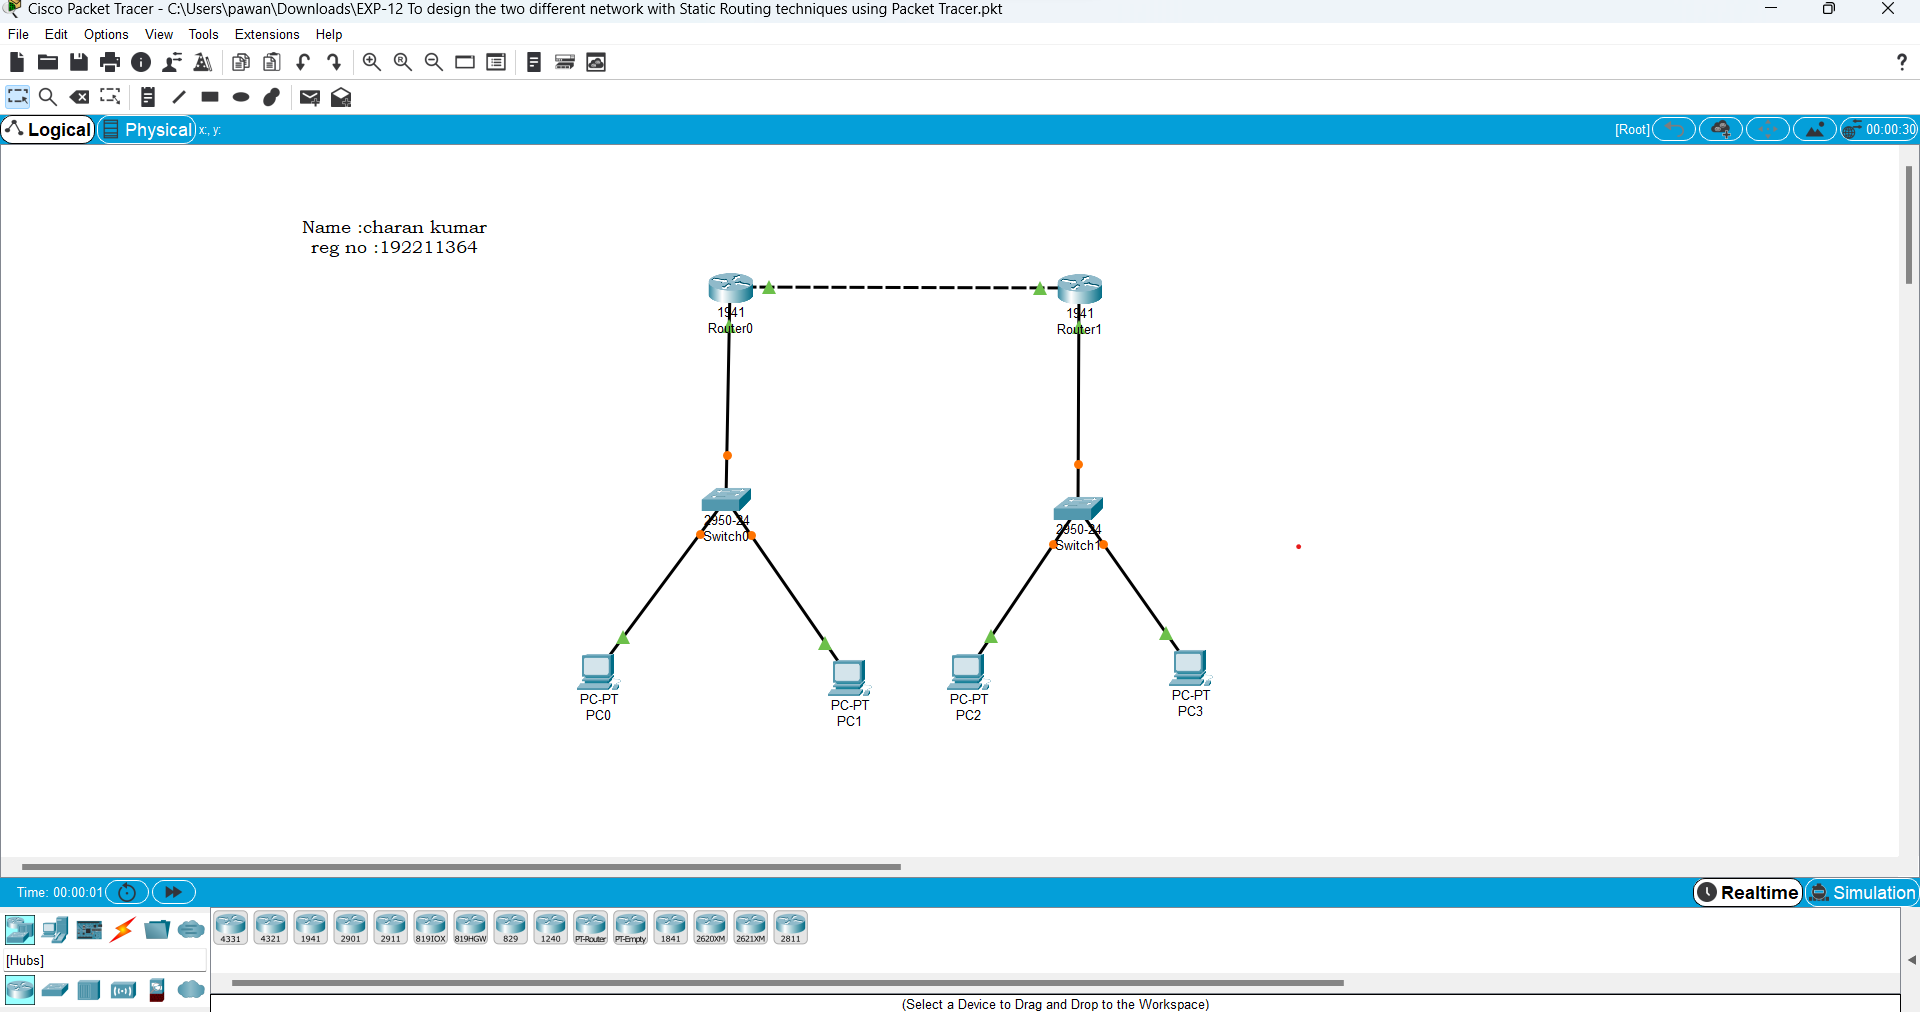 Cisco Packet Tracer - C:\Users\pawan\Downloads\EXP-12 To design the two different network with Static Routing techniques using Packet Tracer.pkt
File Edit Options View Tools Extensions Help
Logical Physical x:, y: [Root] 00:00:30
Name :charan kumar
reg no :192211364
1941
Router0
1941
Router1
2950-24
Switch0
2950-24
Switch1
PC-PT
PC0
PC-PT
PC1
PC-PT
PC2
PC-PT
PC3
Time: 00:00:01 Realtime Simulation
4331 4321 1941 2901 2911 819IOX 819HGW 829 1240 PT-Router PT-Empty 1841 2620XM 2621XM 2811
[Hubs]
(Select a Device to Drag and Drop to the Workspace)